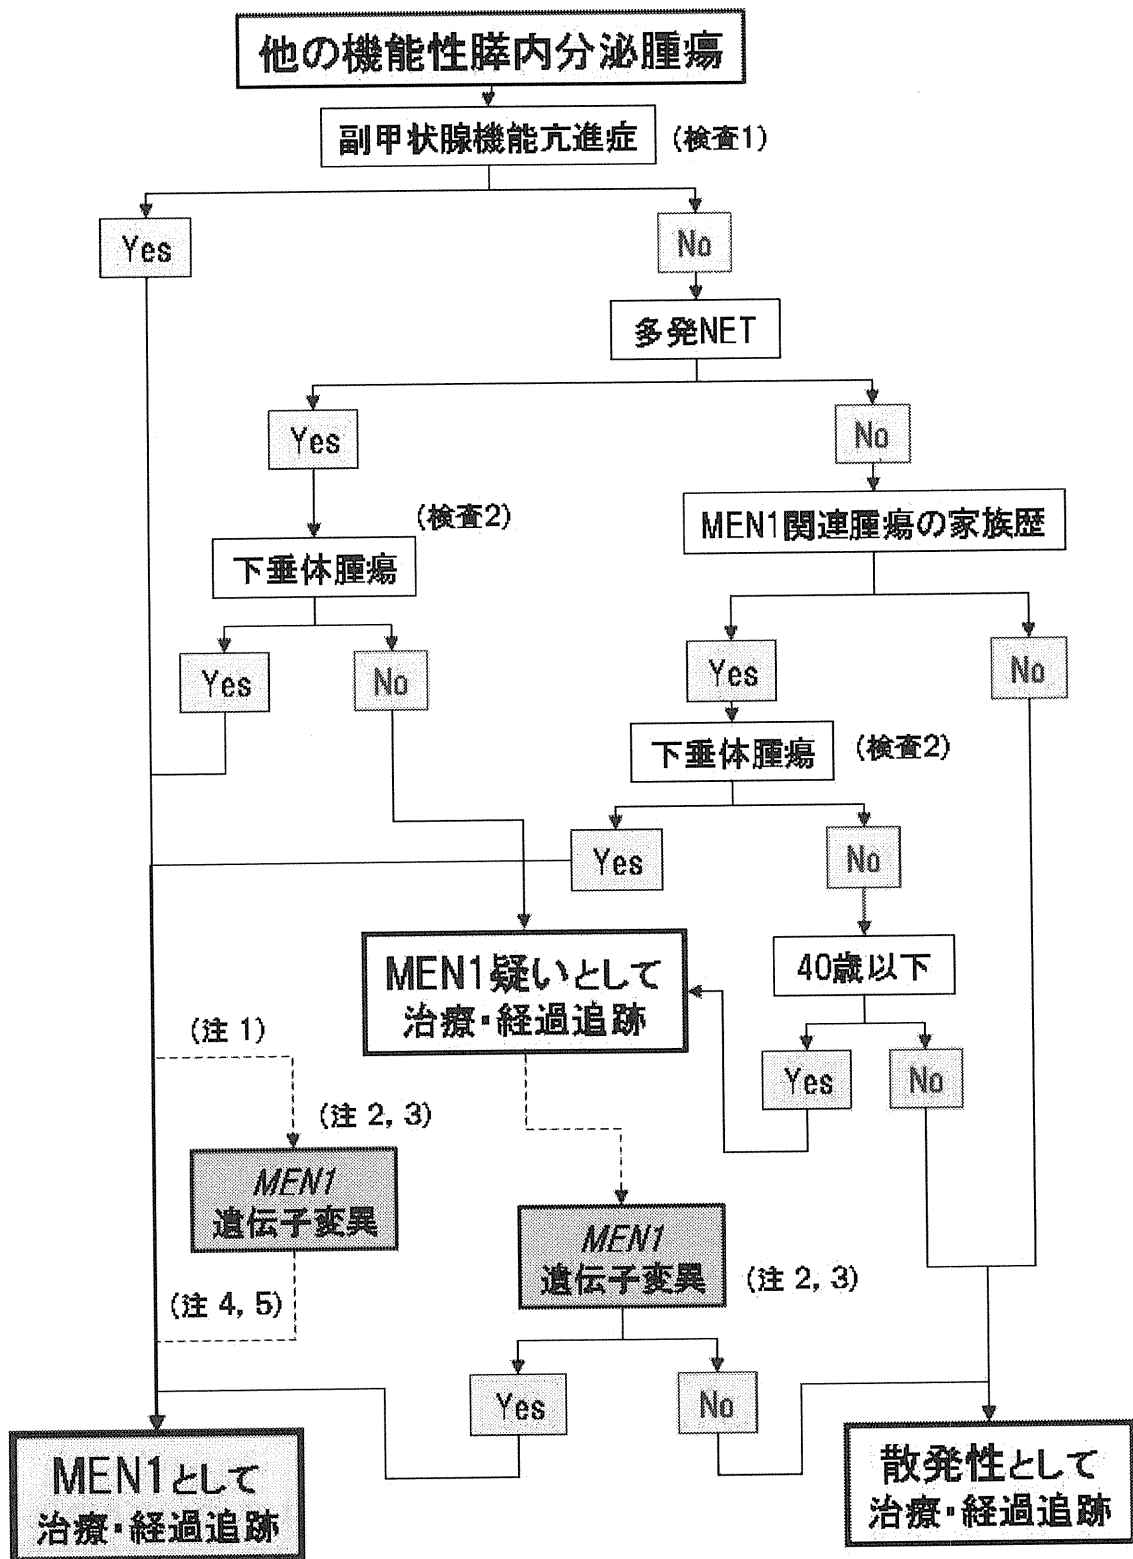 他の機能性膵内分泌腫瘍
副甲状腺機能亢進症
(検査1)
Yes
No
多発NET
Yes
No
(検査2)
下垂体腫瘍
MEN1関連腫瘍の家族歴
Yes
No
Yes
No
下垂体腫瘍
(検査2)
Yes
No
MEN1疑いとして
治療・経過追跡
40歳以下
Yes
No
(注 1)
(注 2, 3)
MEN1
遺伝子変異
(注 4, 5)
MEN1
遺伝子変異
(注 2, 3)
Yes
No
MEN1として
治療・経過追跡
散発性として
治療・経過追跡